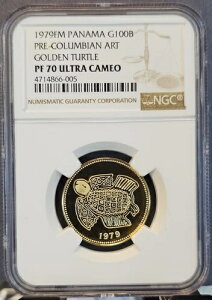 1979FM PANAMA G100B
PRE-COLUMBIAN ART
GOLDEN TURTLE
PF 70 ULTRA CAMEO
4714866-005
NUMISMATIC GUARANTY CORPORATION
NGC
1979